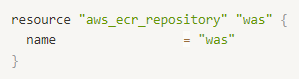 resource "aws_ecr_repository" "was" {
  name                 = "was"
}